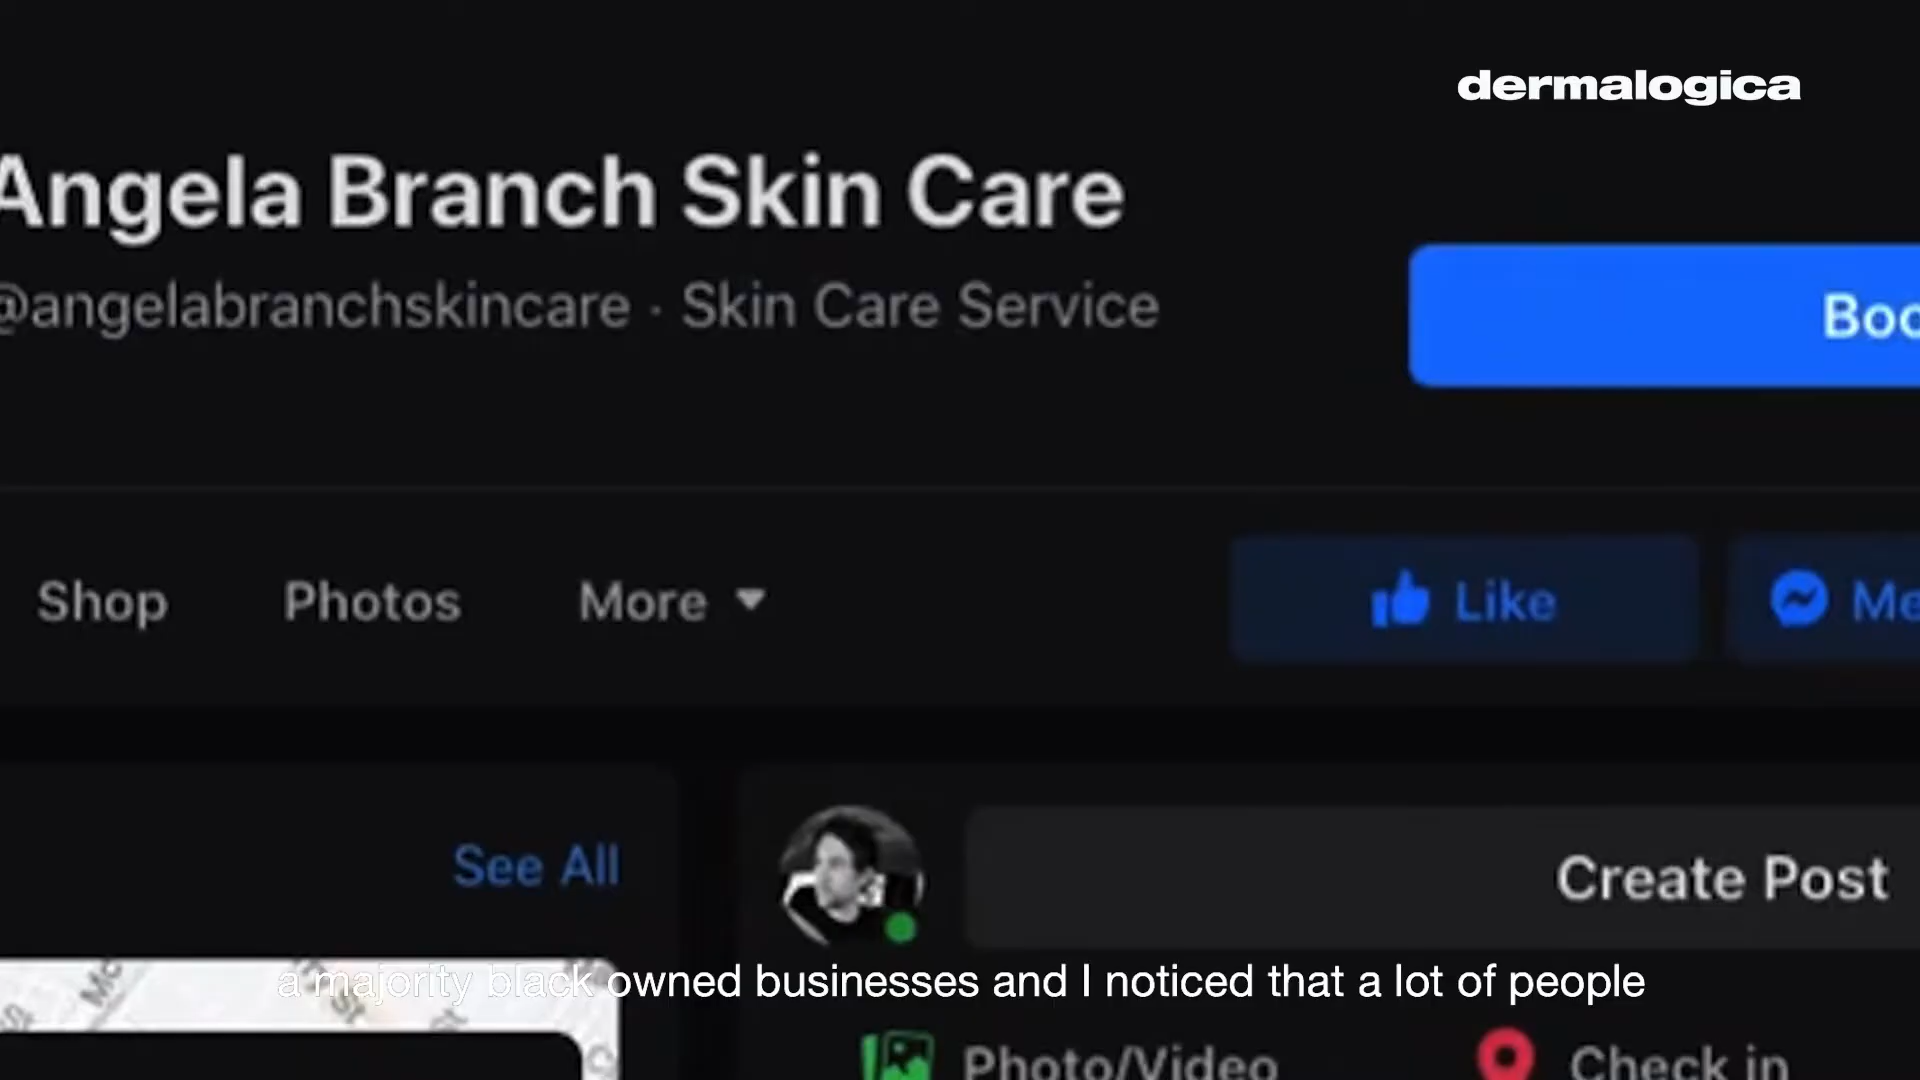 dermalogica
Angela Branch Skin Care
@angelabranchskincare · Skin Care Service
Boo
Shop Photos More Like Me
See All
Create Post
a majority black owned businesses and I noticed that a lot of people
Photo/Video Check in